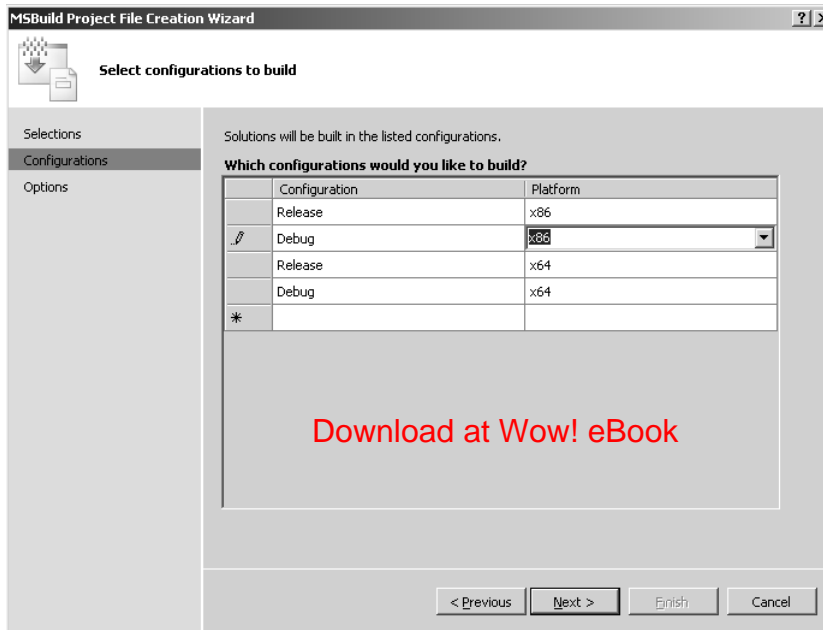 MSBuild Project File Creation Wizard
Select configurations to build
Selections
Configurations
Options
Solutions will be built in the listed configurations.
Which configurations would you like to build?
Configuration Platform
Release x86
Debug x86
Release x64
Debug x64
*
Download at Wow! eBook
< Previous Next > Finish Cancel